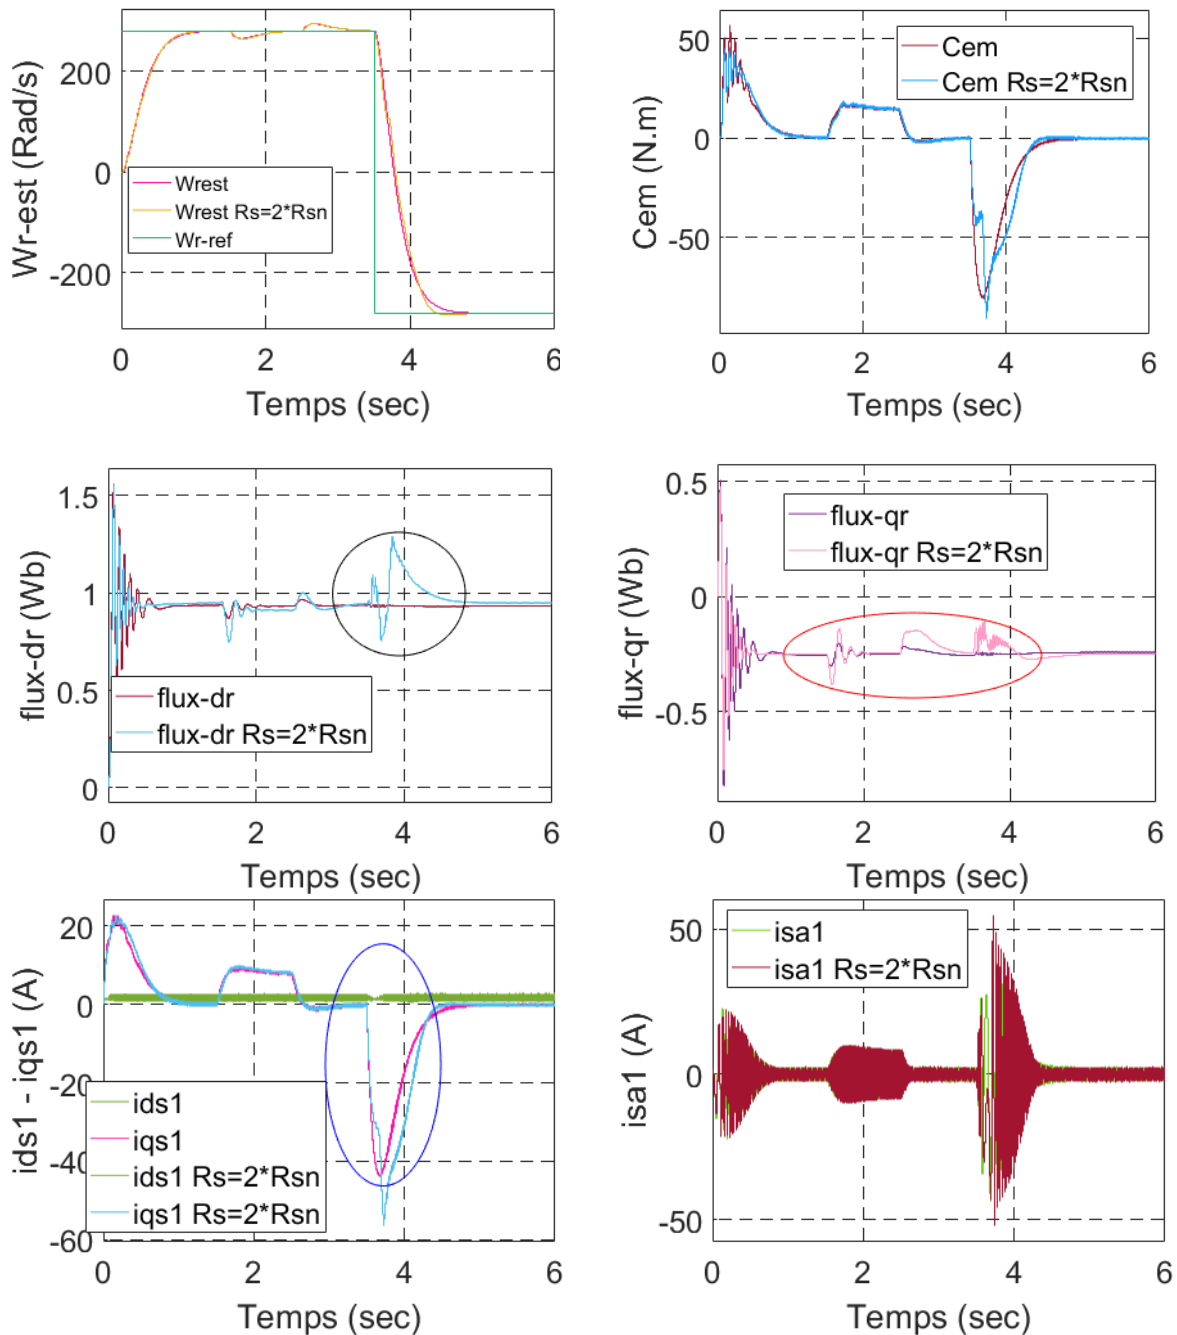 200
0
-200
Wr-est (Rad/s)
Wrest
Wrest Rs=2*Rsn
Wr-ref
0 2 4 6
Temps (sec)
50
0
-50
Cem (N.m)
Cem
Cem Rs=2*Rsn
0 2 4 6
Temps (sec)
1.5
1
0.5
0
flux-dr (Wb)
flux-dr
flux-dr Rs=2*Rsn
0 2 4 6
Temps (sec)
0.5
0
-0.5
flux-qr (Wb)
flux-qr
flux-qr Rs=2*Rsn
0 2 4 6
Temps (sec)
20
0
-20
-40
-60
ids1 - iqs1 (A)
ids1
iqs1
ids1 Rs=2*Rsn
iqs1 Rs=2*Rsn
0 2 4 6
Temps (sec)
50
0
-50
isa1 (A)
isa1
isa1 Rs=2*Rsn
0 2 4 6
Temps (sec)